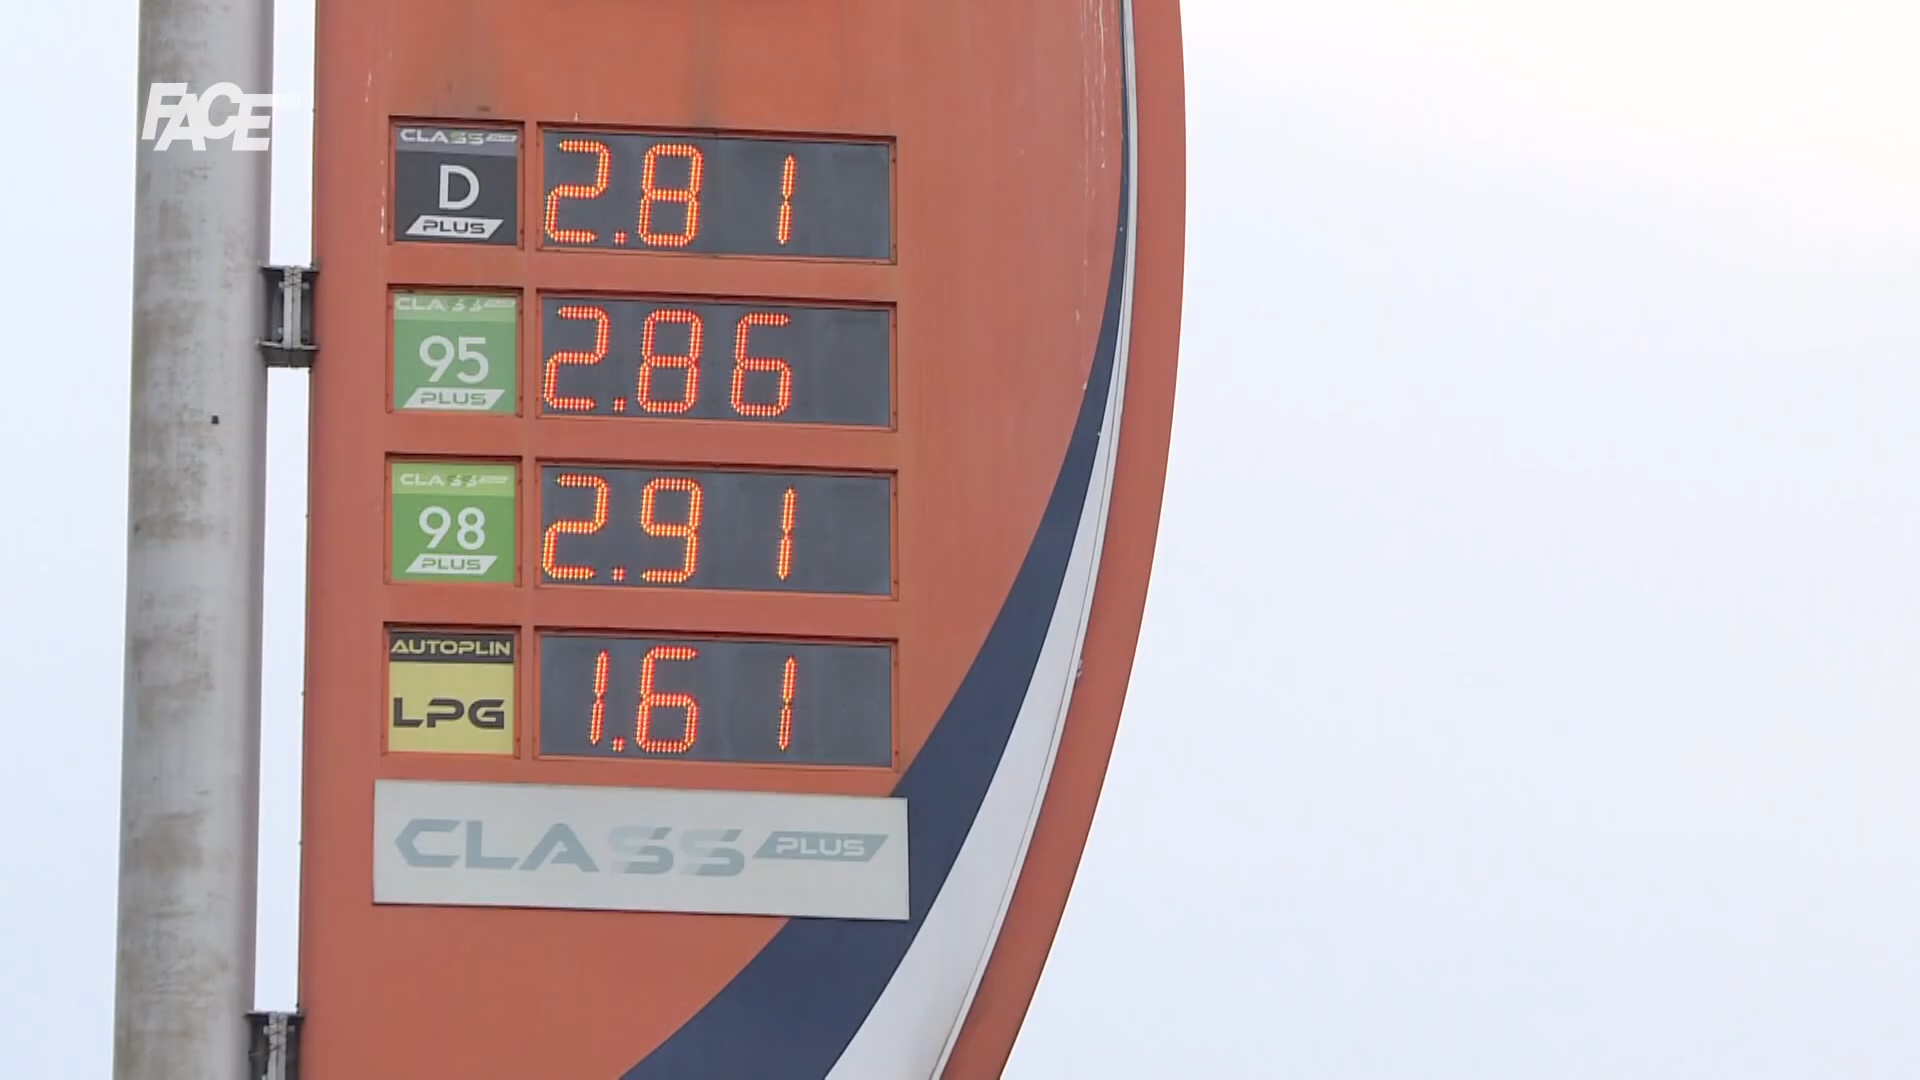 FACE
CLASS
D
PLUS
2.81
CLASS
95
PLUS
2.86
CLASS
98
PLUS
2.91
AUTOPLIN
LPG
1.61
CLASS PLUS